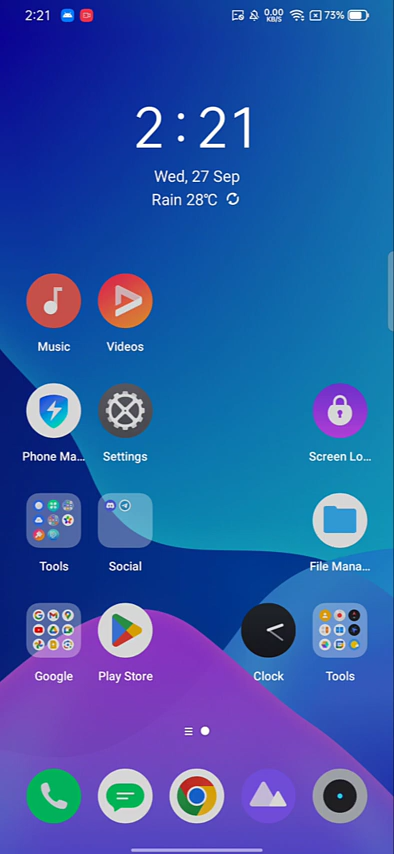 2:21
0.00
KB/S
73%
2:21
Wed, 27 Sep
Rain 28℃
Music
Videos
Phone Ma...
Settings
Screen Lo...
Tools
Social
File Mana...
Google
Play Store
Clock
Tools